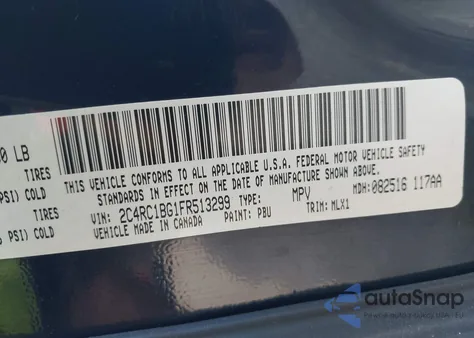 0 LB
TIRES
(PSI) COLD
TIRES
PSI) COLD
THIS VEHICLE CONFORMS TO ALL APPLICABLE U.S.A. FEDERAL MOTOR VEHICLE SAFETY
STANDARDS IN EFFECT ON THE DATE OF MANUFACTURE SHOWN ABOVE.
VIN: 2C4RC1BG1FR513299 TYPE: MPV MDH: 082516 117AA
VEHICLE MADE IN CANADA PAINT: PBU TRIM: MLX1
autoSnap